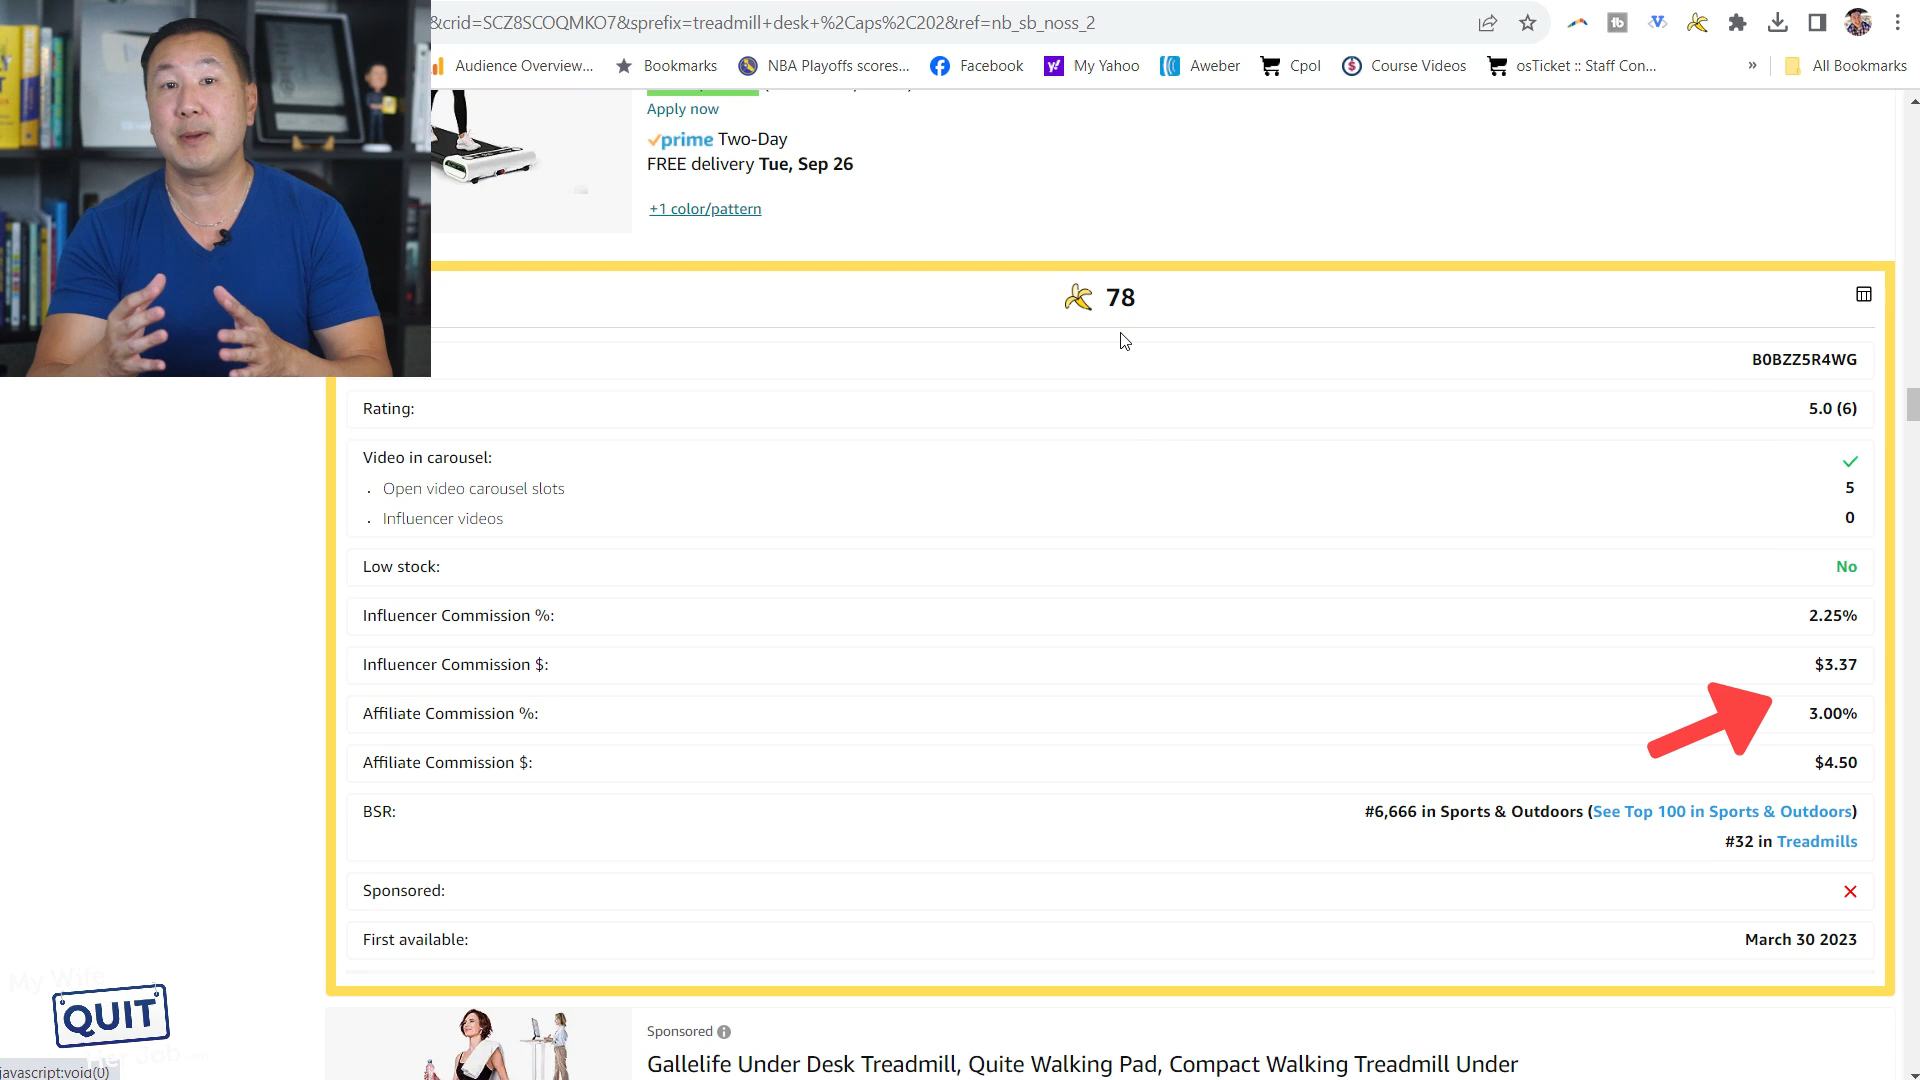 &crid=SCZ8SCOQMKO7&sprefix=treadmill+desk+%2Caps%2C202&ref=nb_sb_noss_2
Audience Overview... Bookmarks NBA Playoffs scores... Facebook My Yahoo Aweber Cpol Course Videos osTicket :: Staff Con... » All Bookmarks
Apply now
prime Two-Day
FREE delivery Tue, Sep 26
+1 color/pattern
78
B0BZZ5R4WG
Rating: 5.0 (6)
Video in carousel:
Open video carousel slots 5
Influencer videos 0
Low stock: No
Influencer Commission %: 2.25%
Influencer Commission $: $3.37
Affiliate Commission %: 3.00%
Affiliate Commission $: $4.50
BSR: #6,666 in Sports & Outdoors (See Top 100 in Sports & Outdoors)
#32 in Treadmills
Sponsored:
First available: March 30 2023
My Wife
QUIT
Her Job
javascript:void(0)
Sponsored
Gallelife Under Desk Treadmill, Quite Walking Pad, Compact Walking Treadmill Under